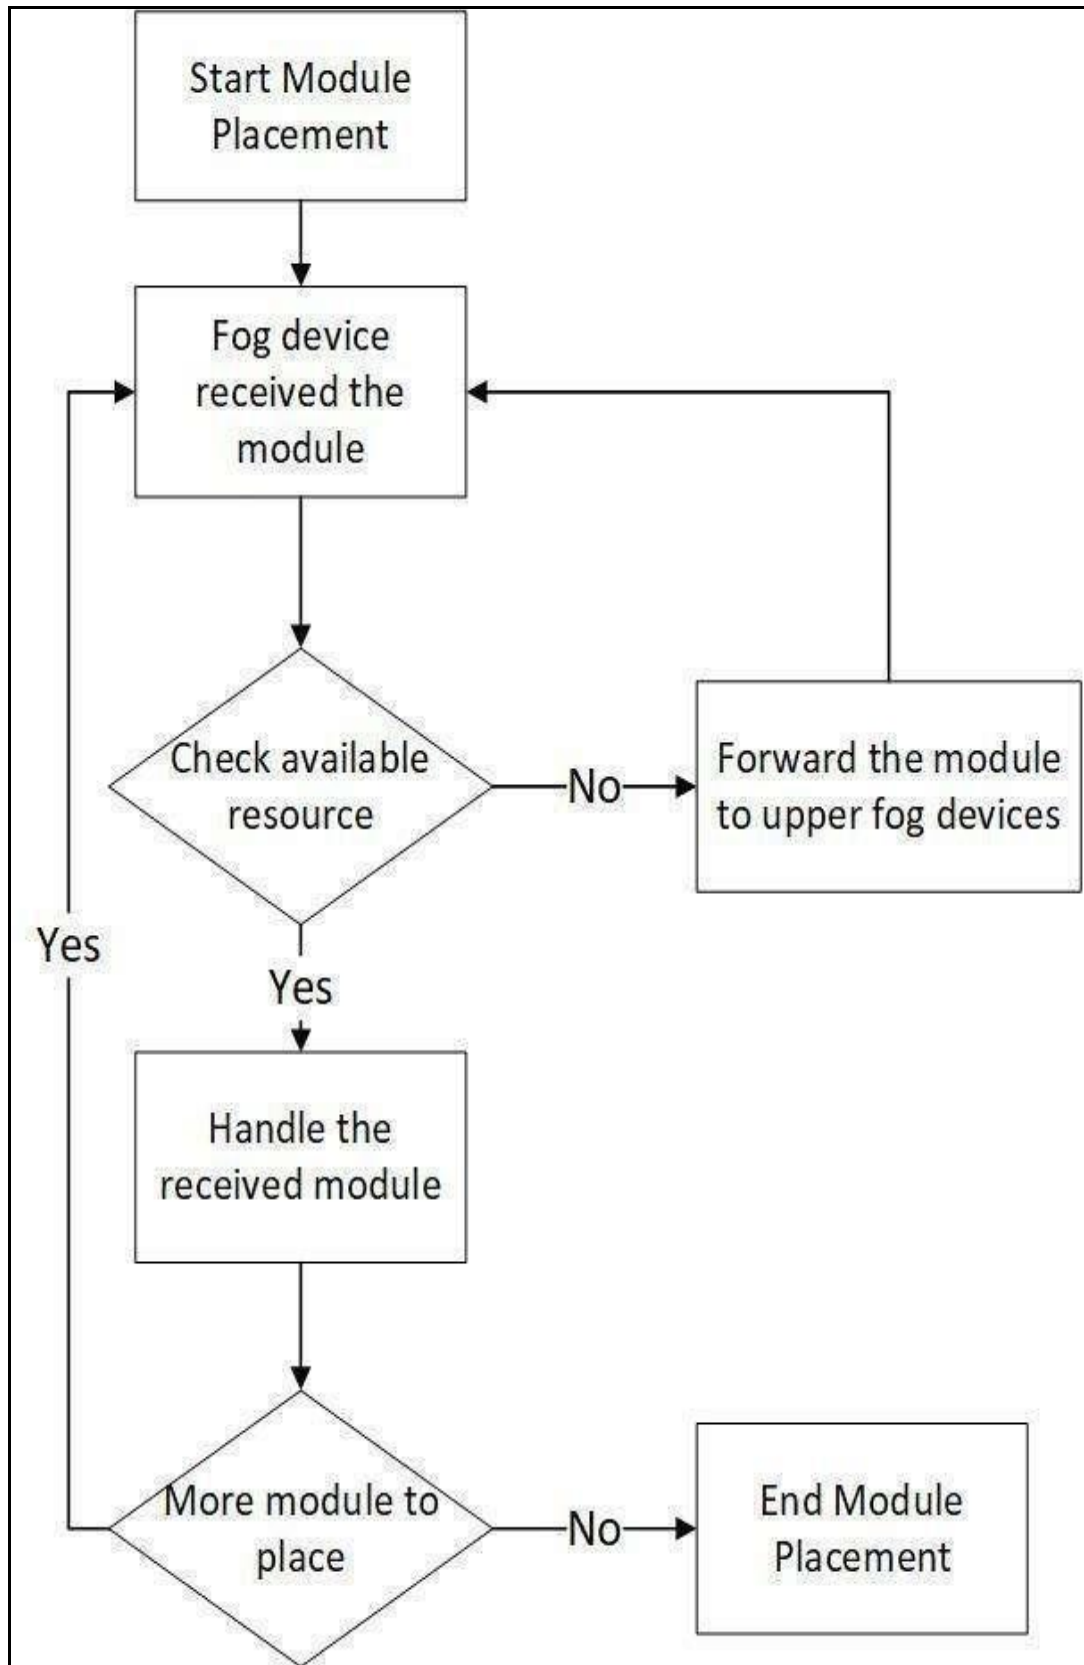 Start Module
Placement
Fog device
received the
module
Check available
resource
No
Forward the module
to upper fog devices
Yes
Yes
Handle the
received module
More module to
place
No
End Module
Placement